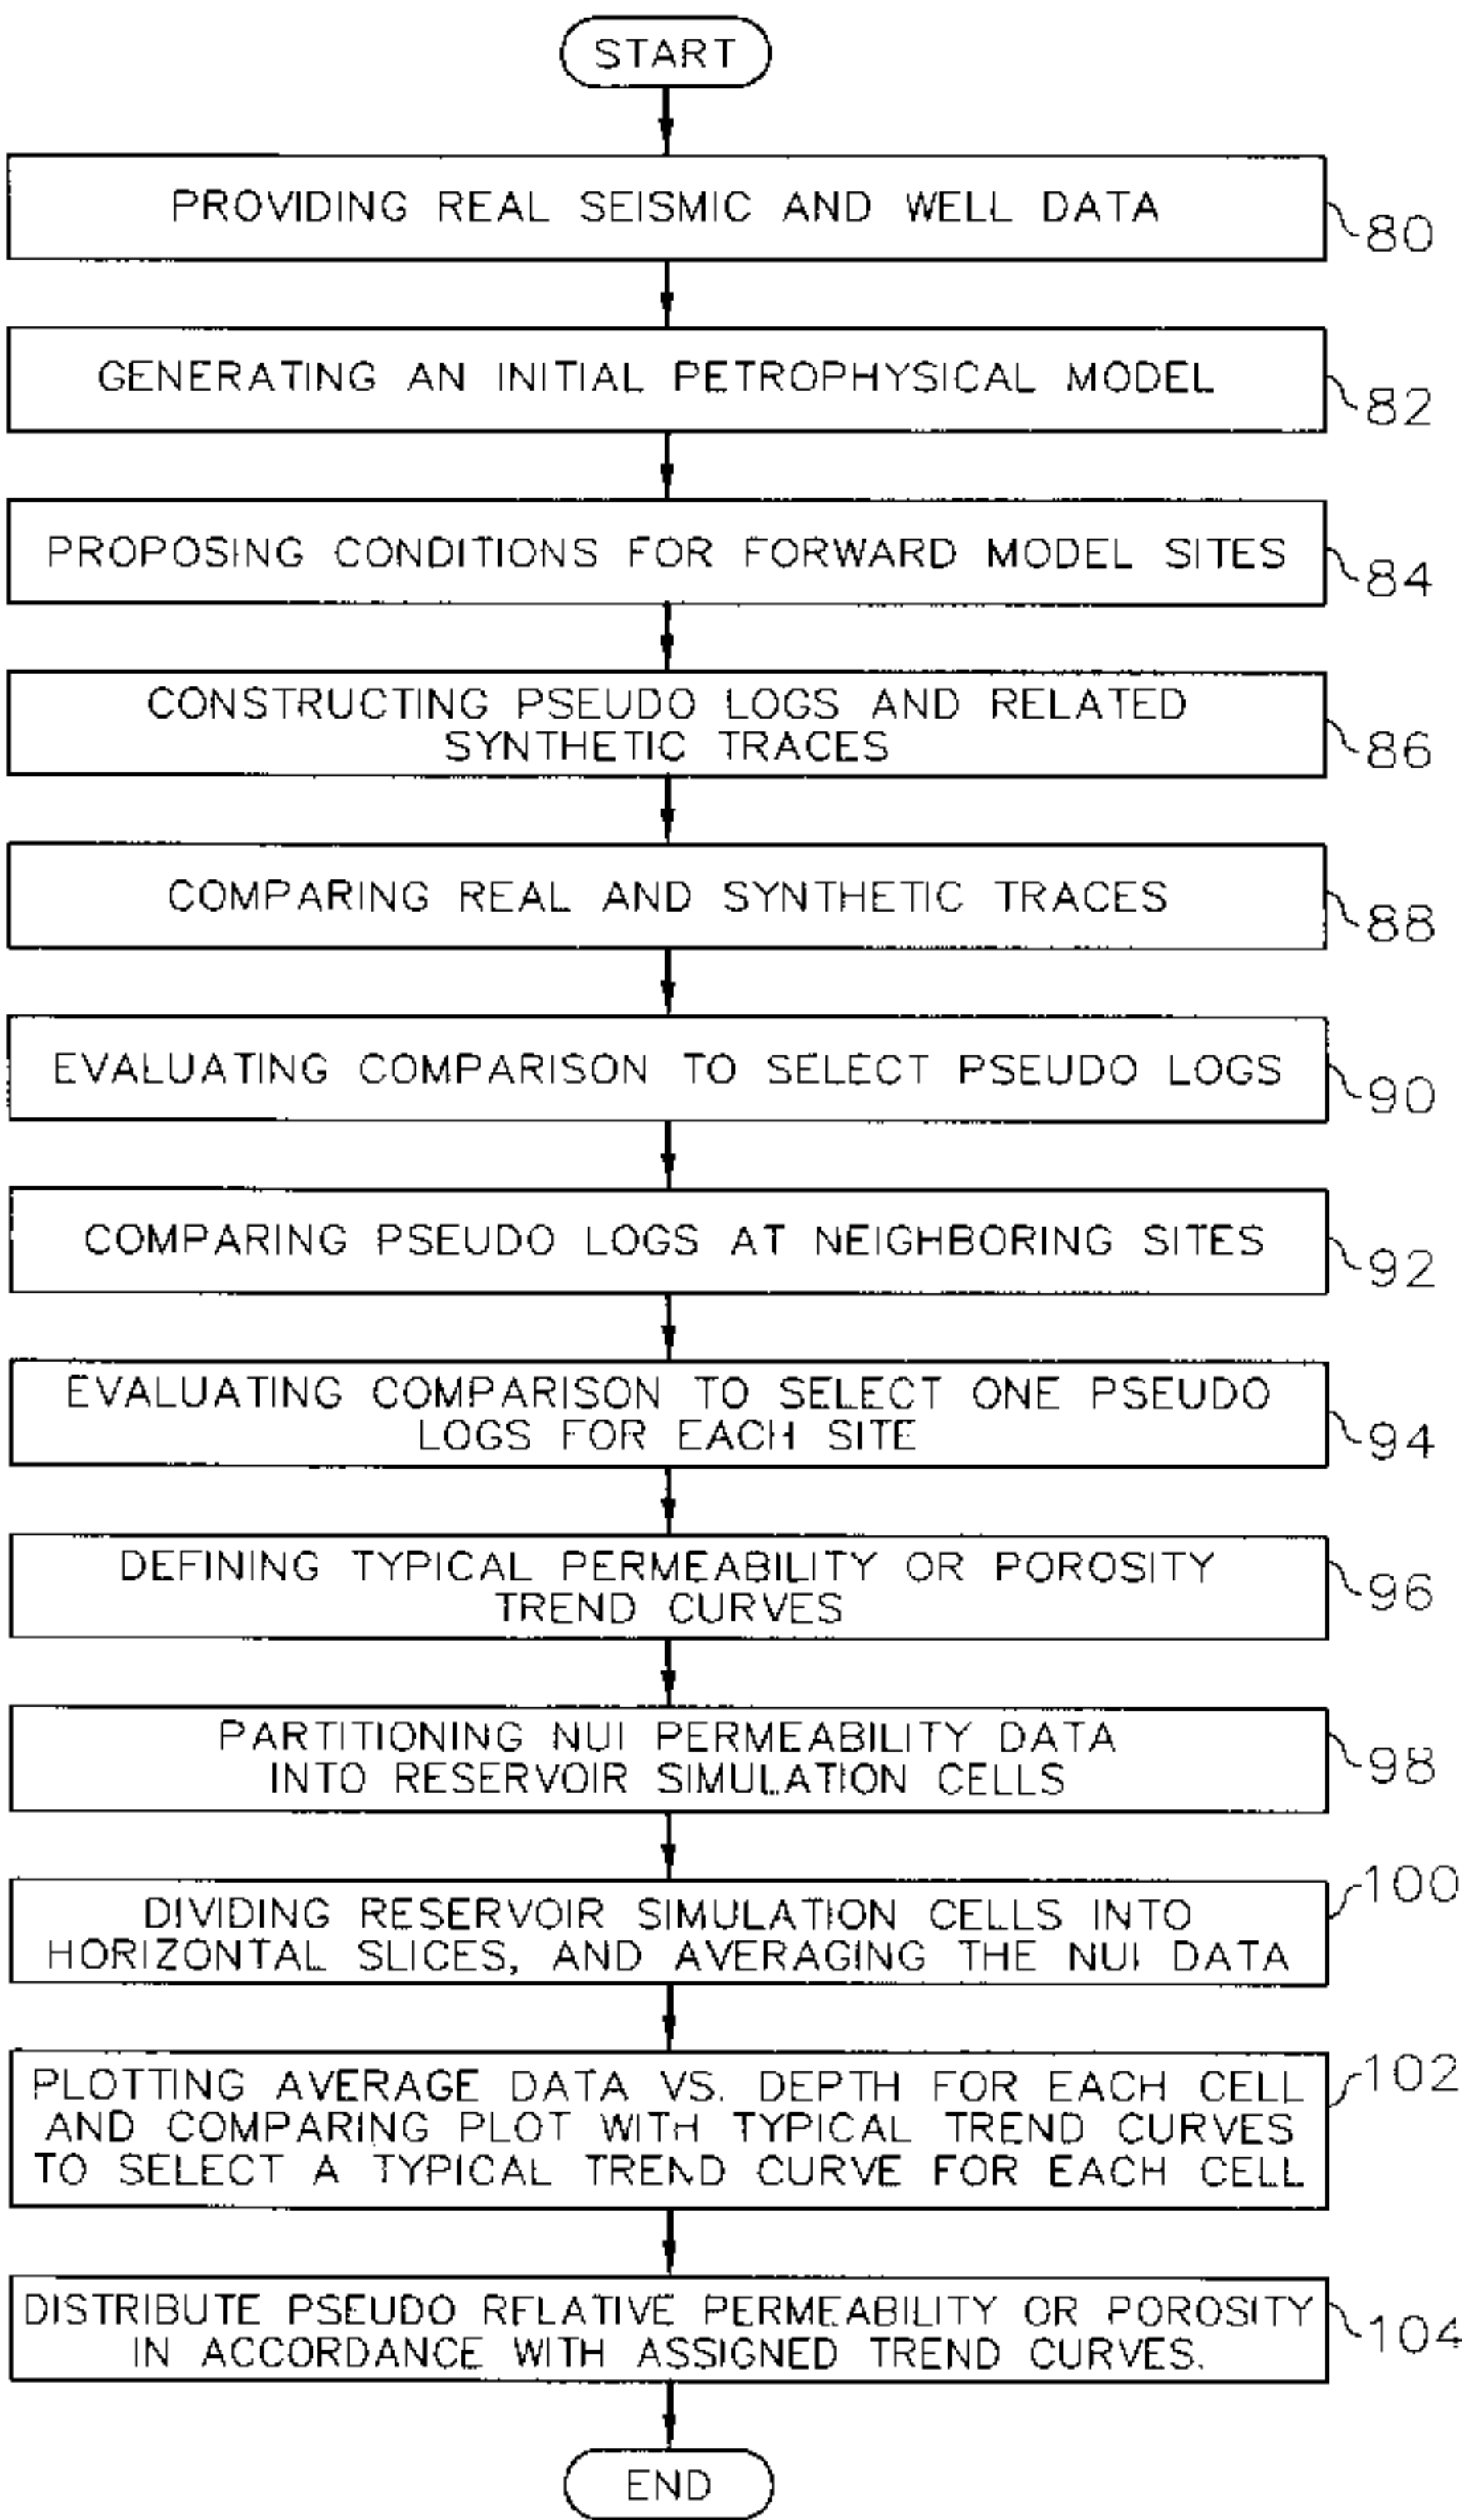 START
PROVIDING REAL SEISMIC AND WELL DATA
80
GENERATING AN INITIAL PETROPHYSICAL MODEL
82
PROPOSING CONDITIONS FOR FORWARD MODEL SITES
84
CONSTRUCTING PSEUDO LOGS AND RELATED
SYNTHETIC TRACES
86
COMPARING REAL AND SYNTHETIC TRACES
88
EVALUATING COMPARISON TO SELECT PSEUDO LOGS
90
COMPARING PSEUDO LOGS AT NEIGHBORING SITES
92
EVALUATING COMPARISON TO SELECT ONE PSEUDO
LOGS FOR EACH SITE
94
DEFINING TYPICAL PERMEABILITY OR POROSITY
TREND CURVES
96
PARTITIONING NUI PERMEABILITY DATA
INTO RESERVOIR SIMULATION CELLS
98
DIVIDING RESERVOIR SIMULATION CELLS INTO
HORIZONTAL SLICES, AND AVERAGING THE NUI DATA
100
PLOTTING AVERAGE DATA VS. DEPTH FOR EACH CELL
AND COMPARING PLOT WITH TYPICAL TREND CURVES
TO SELECT A TYPICAL TREND CURVE FOR EACH CELL
102
DISTRIBUTE PSEUDO RELATIVE PERMEABILITY OR POROSITY
IN ACCORDANCE WITH ASSIGNED TREND CURVES.
104
END